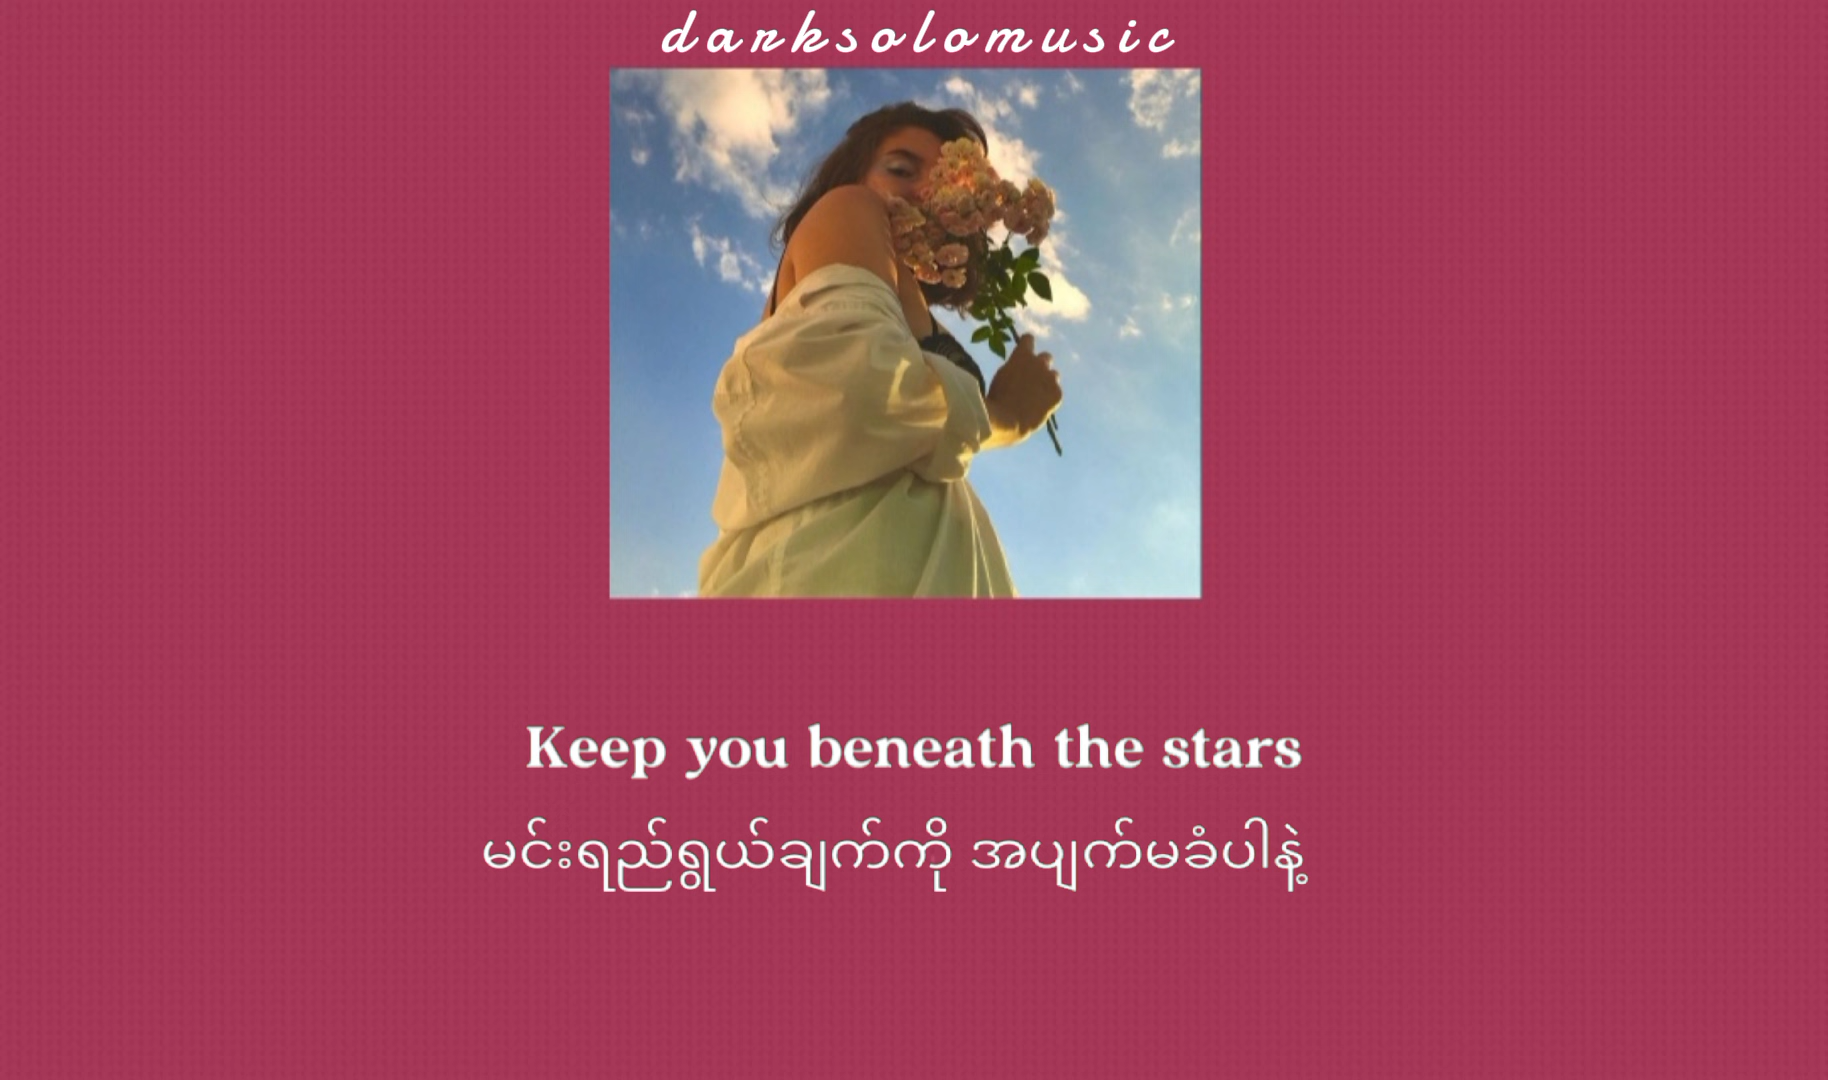 darksolomusic
Keep you beneath the stars
မင်းရည်ရွယ်ချက်ကို အပျက်မခံပါနဲ့